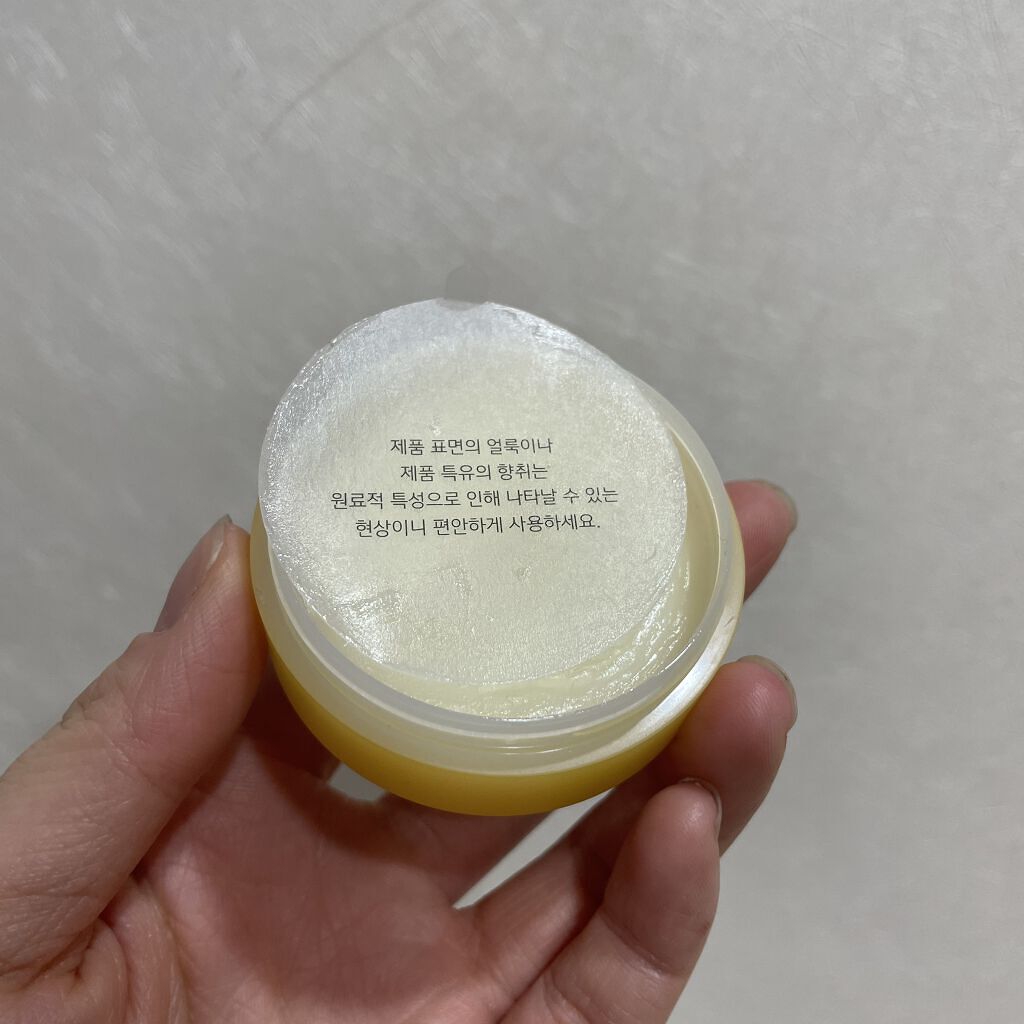 제품 표면의 얼룩이나
제품 특유의 향취는
원료적 특성으로 인해 나타날 수 있는
현상이니 편안하게 사용하세요.